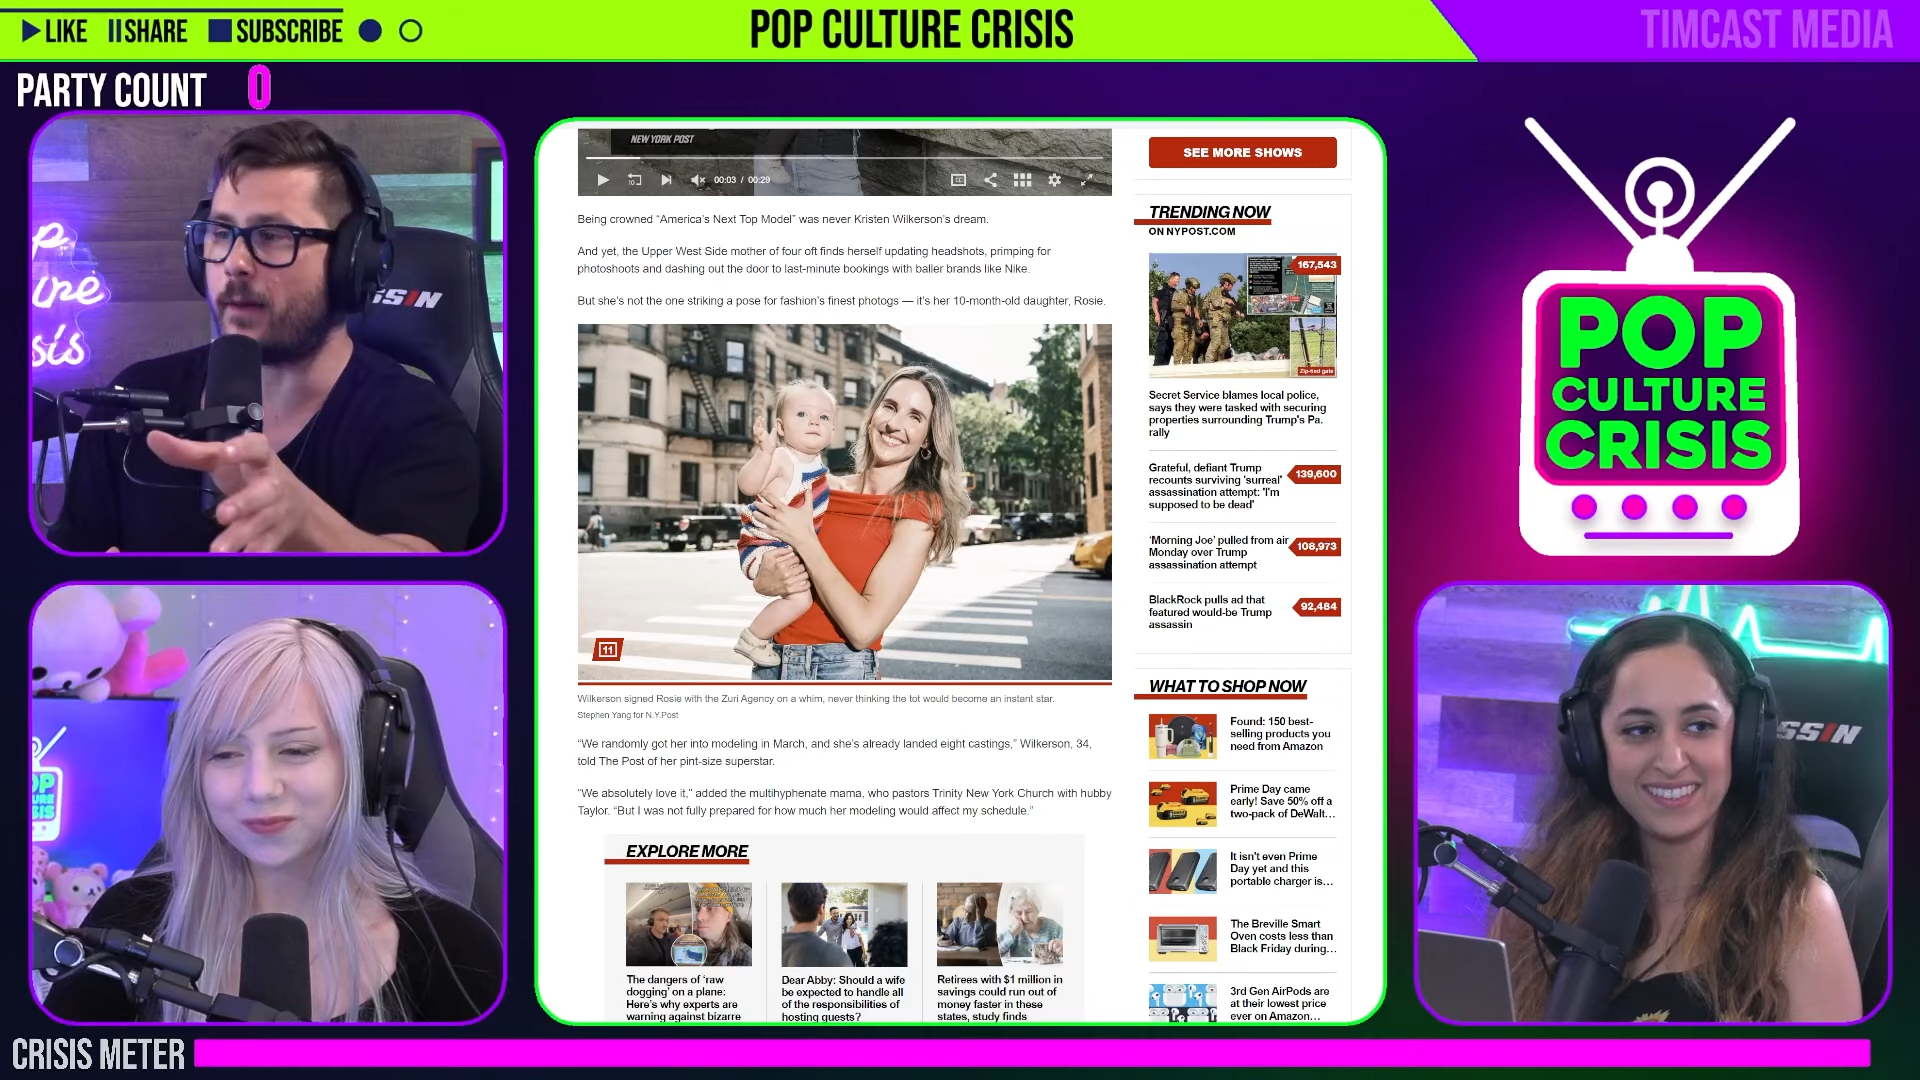 LIKE SHARE SUBSCRIBE
POP CULTURE CRISIS
TIMCAST MEDIA
PARTY COUNT 0
NEW YORK POST
00:03 / 00:29
Being crowned “America’s Next Top Model” was never Kristen Wilkerson’s dream.
And yet, the Upper West Side mother of four oft finds herself updating headshots, primping for
photoshoots and dashing out the door to last-minute bookings with baller brands like Nike.
But she’s not the one striking a pose for fashion’s finest photogs — it’s her 10-month-old daughter, Rosie.
11
Wilkerson signed Rosie with the Zuri Agency on a whim, never thinking the tot would become an instant star.
Stephen Yang for N.Y.Post
“We randomly got her into modeling in March, and she’s already landed eight castings,” Wilkerson, 34,
told The Post of her pint-size superstar.
“We absolutely love it,” added the multihyphenate mama, who pastors Trinity New York Church with hubby
Taylor. “But I was not fully prepared for how much her modeling would affect my schedule.”
EXPLORE MORE
The dangers of ‘raw
dogging’ on a plane:
Here’s why experts are
warning against bizarre
Dear Abby: Should a wife
be expected to handle all
of the responsibilities of
hosting guests?
Retirees with $1 million in
savings could run out of
money faster in these
states, study finds
SEE MORE SHOWS
TRENDING NOW
ON NYPOST.COM
167,543
Zip-tied gate
Secret Service blames local police,
says they were tasked with securing
properties surrounding Trump's Pa.
rally
Grateful, defiant Trump
recounts surviving 'surreal'
assassination attempt: 'I'm
supposed to be dead'
139,600
‘Morning Joe’ pulled from air
Monday over Trump
assassination attempt
108,973
BlackRock pulls ad that
featured would-be Trump
assassin
92,484
WHAT TO SHOP NOW
Found: 150 best-
selling products you
need from Amazon
Prime Day came
early! Save 50% off a
two-pack of DeWalt...
It isn't even Prime
Day yet and this
portable charger is...
The Breville Smart
Oven costs less than
Black Friday during...
3rd Gen AirPods are
at their lowest price
ever on Amazon...
POP
CULTURE
CRISIS
CRISIS METER